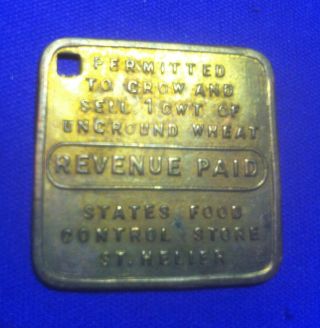 PERMITTED
TO GROW AND
SELL 1 CWT OF
UNGROUND WHEAT
REVENUE PAID
STATES FOOD
CONTROL STORE
ST. HELIER